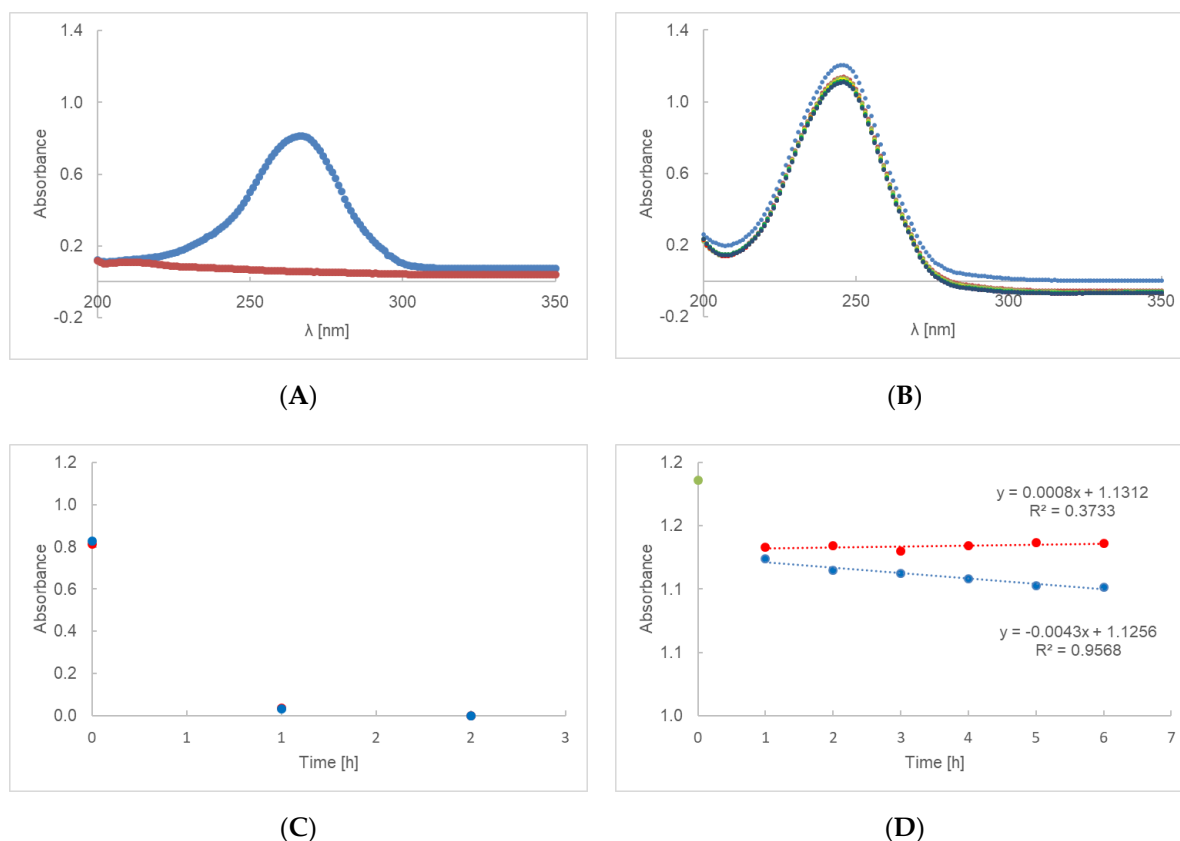 1.4
1.0
0.6
0.2
-0.2
Absorbance
200
250
300
350
λ [nm]
(A)
1.4
1.0
0.6
0.2
-0.2
Absorbance
200
250
300
350
λ [nm]
(B)
1.2
1.0
0.8
0.6
0.4
0.2
0.0
Absorbance
0
1
1
2
2
3
Time [h]
(C)
1.2
1.2
1.1
1.1
1.0
Absorbance
y = 0.0008x + 1.1312
R² = 0.3733
y = -0.0043x + 1.1256
R² = 0.9568
0
1
2
3
4
5
6
7
Time [h]
(D)